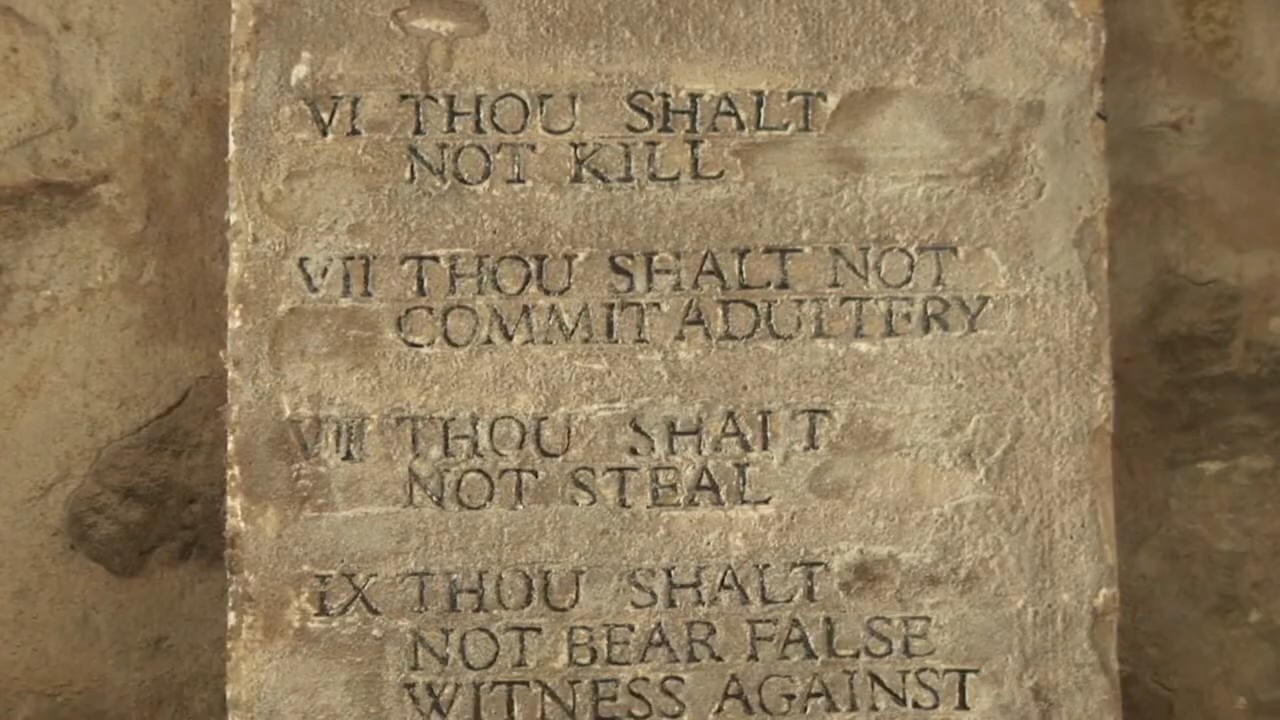 VI THOU SHALT
NOT KILL
VII THOU SHALT NOT
COMMIT ADULTERY
VIII THOU SHALT
NOT STEAL
IX THOU SHALT
NOT BEAR FALSE
WITNESS AGAINST